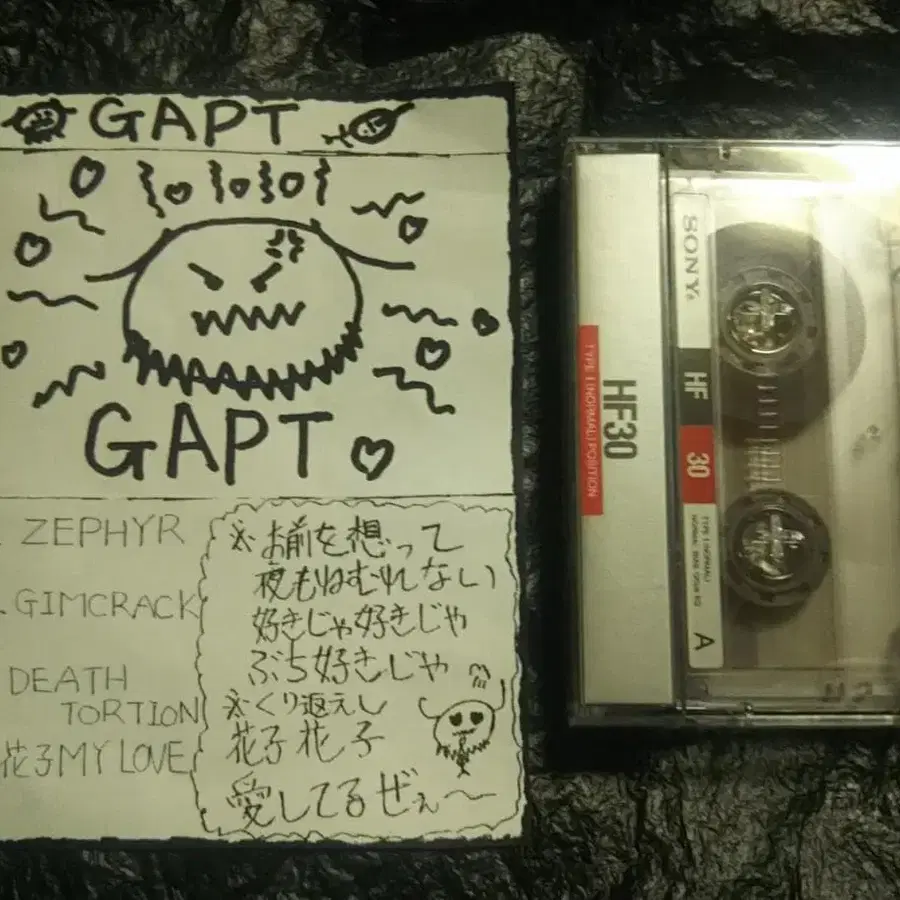 GAPT
GAPT
ZEPHYR
GIMCRACK
DEATH
TORTION
花子MY LOVE
※お前を想って
夜もねむれない
好きじゃ好きじゃ
ぶち好きじゃ
※くり返えし
花子 花子
愛してるぜぇ〜
HF30
TYPE I (NORMAL) POSITION
SONY
HF
30
TYPE I (NORMAL)
A